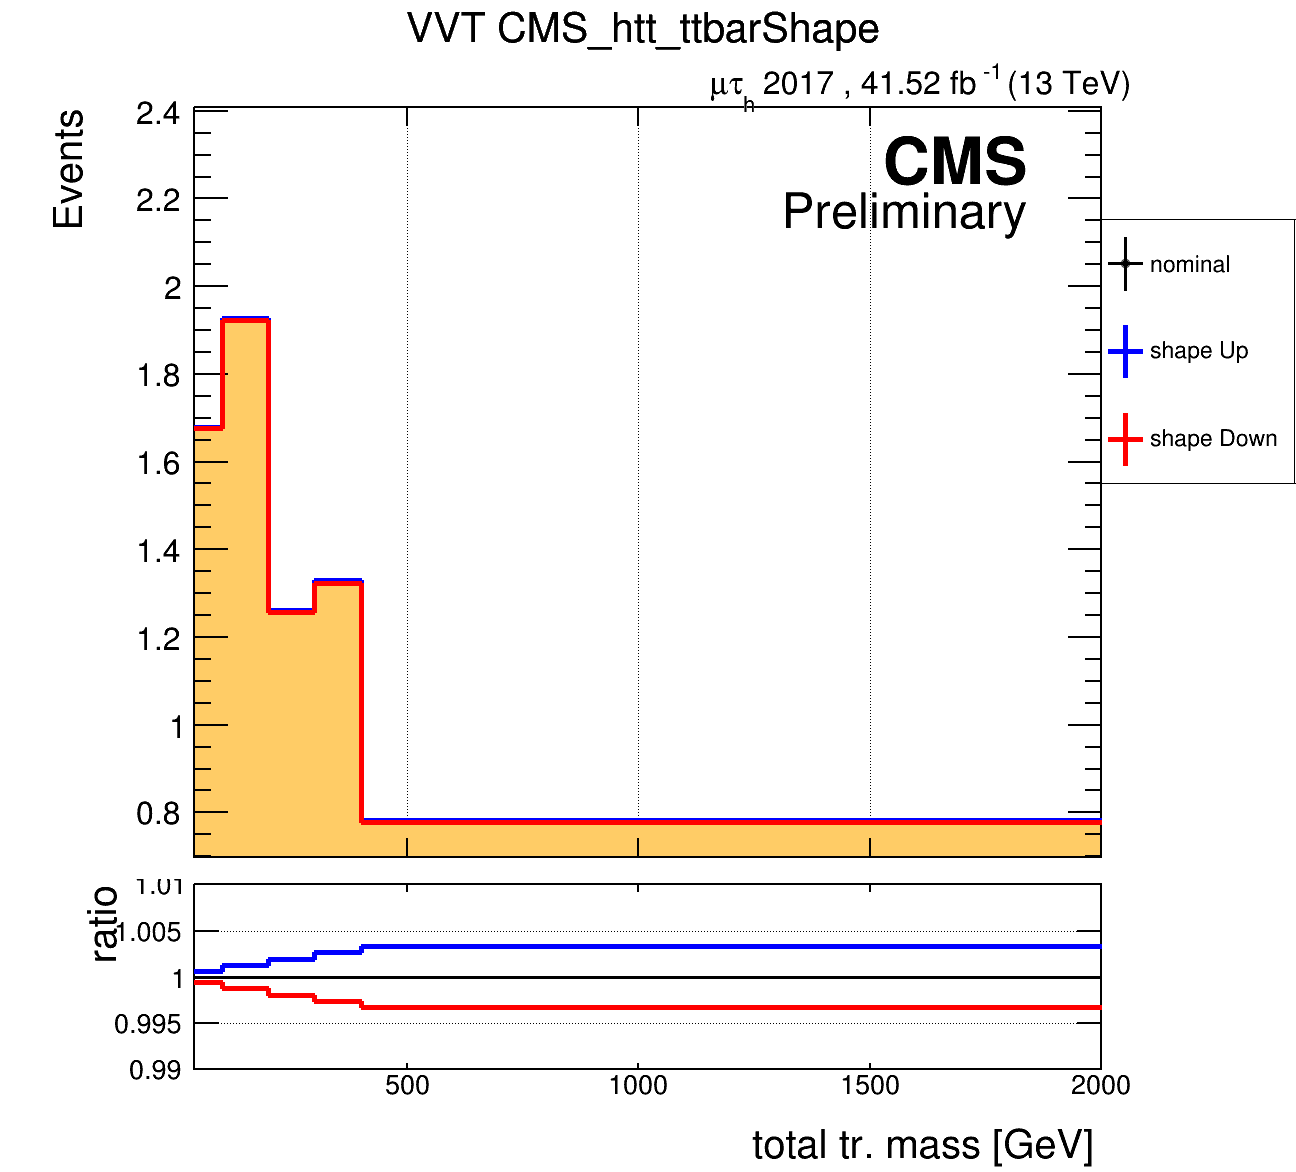 VVT CMS_htt_ttbarShape
μτh 2017 , 41.52 fb-1 (13 TeV)
Events
2.4
2.2
2
1.8
1.6
1.4
1.2
1
0.8
CMS
Preliminary
nominal
shape Up
shape Down
ratio
1.01
1.005
1
0.995
0.99
500 1000 1500 2000
total tr. mass [GeV]